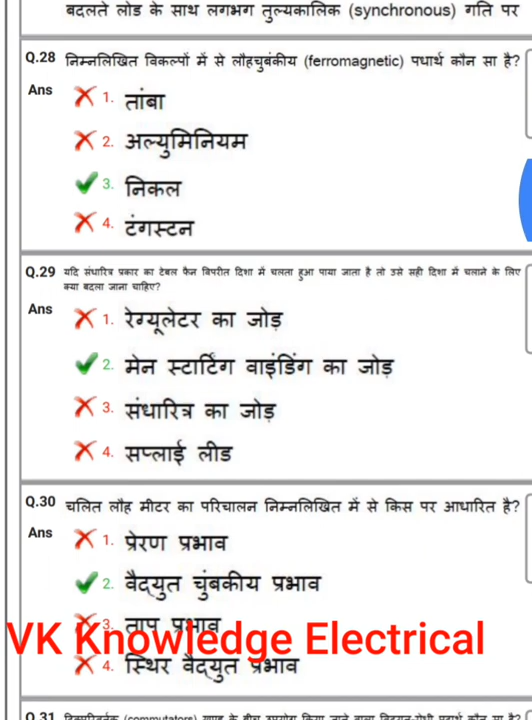 बदलते लोड के साथ लगभग तुल्यकालिक (synchronous) गति पर
Q.28 निम्नलिखित विकल्पों में से लौहचुबंकीय (ferromagnetic) पधार्थ कौन सा है?
Ans 1. तांबा
2. अल्युमिनियम
3. निकल
4. टंगस्टन
Q.29 यदि संधारित्र प्रकार का टेबल फैन विपरीत दिशा में चलता हुआ पाया जाता है तो उसे सही दिशा में चलाने के लिए
क्या बदला जाना चाहिए?
Ans 1. रेग्यूलेटर का जोड़
2. मेन स्टार्टिंग वाइंडिंग का जोड़
3. संधारित्र का जोड़
4. सप्लाई लीड
Q.30 चलित लौह मीटर का परिचालन निम्नलिखित में से किस पर आधारित है?
Ans 1. प्रेरण प्रभाव
2. वैद्युत चुंबकीय प्रभाव
3. ताप प्रभाव
VK Knowledge Electrical
4. स्थिर वैद्युत प्रभाव
Q.31 (commutators)